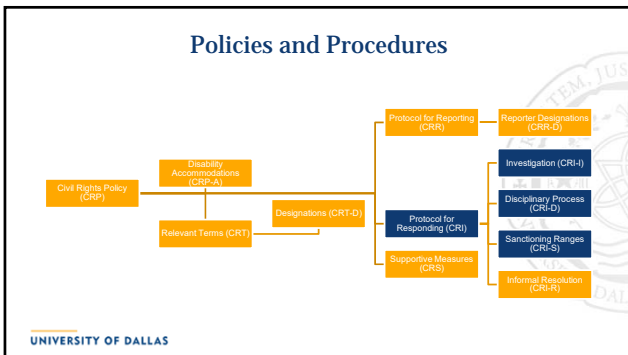 Policies and Procedures
Civil Rights Policy
(CRP)
Disability
Accommodations
(CRP-A)
Relevant Terms (CRT)
Designations (CRT-D)
Protocol for Reporting
(CRR)
Reporter Designations
(CRR-D)
Protocol for
Responding (CRI)
Investigation (CRI-I)
Disciplinary Process
(CRI-D)
Sanctioning Ranges
(CRI-S)
Informal Resolution
(CRI-R)
Supportive Measures
(CRS)
UNIVERSITY OF DALLAS